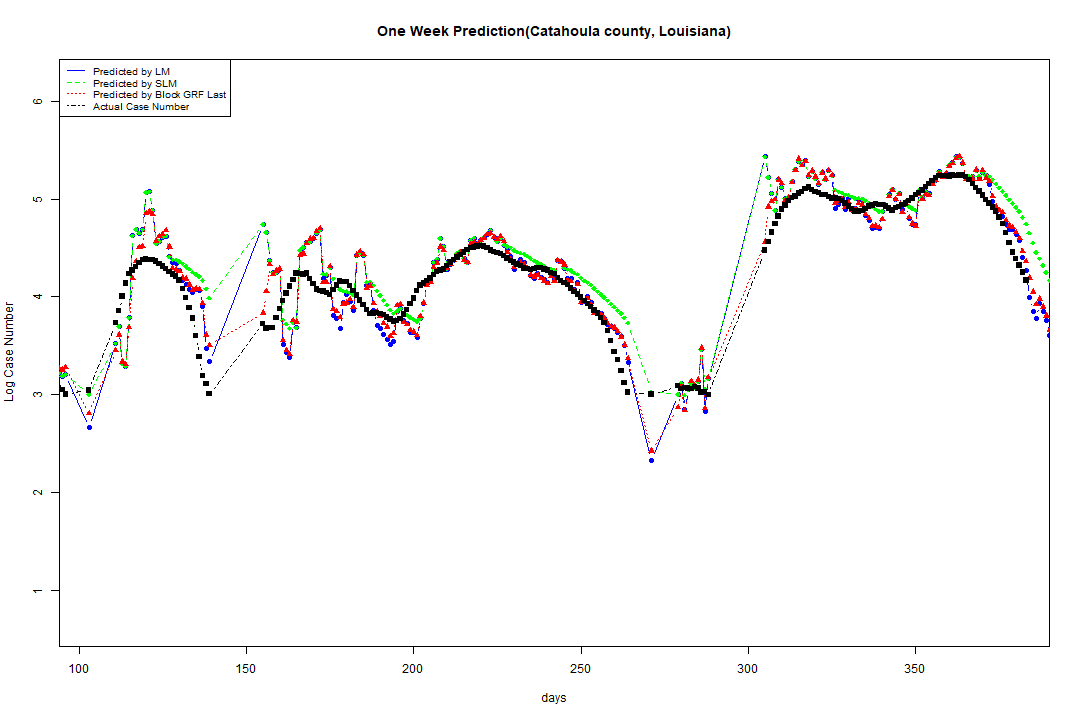 One Week Prediction(Catahoula county, Louisiana)
Predicted by LM
Predicted by SLM
Predicted by Block GRF Last
Actual Case Number
Log Case Number
6
5
4
3
2
1
100 150 200 250 300 350
days